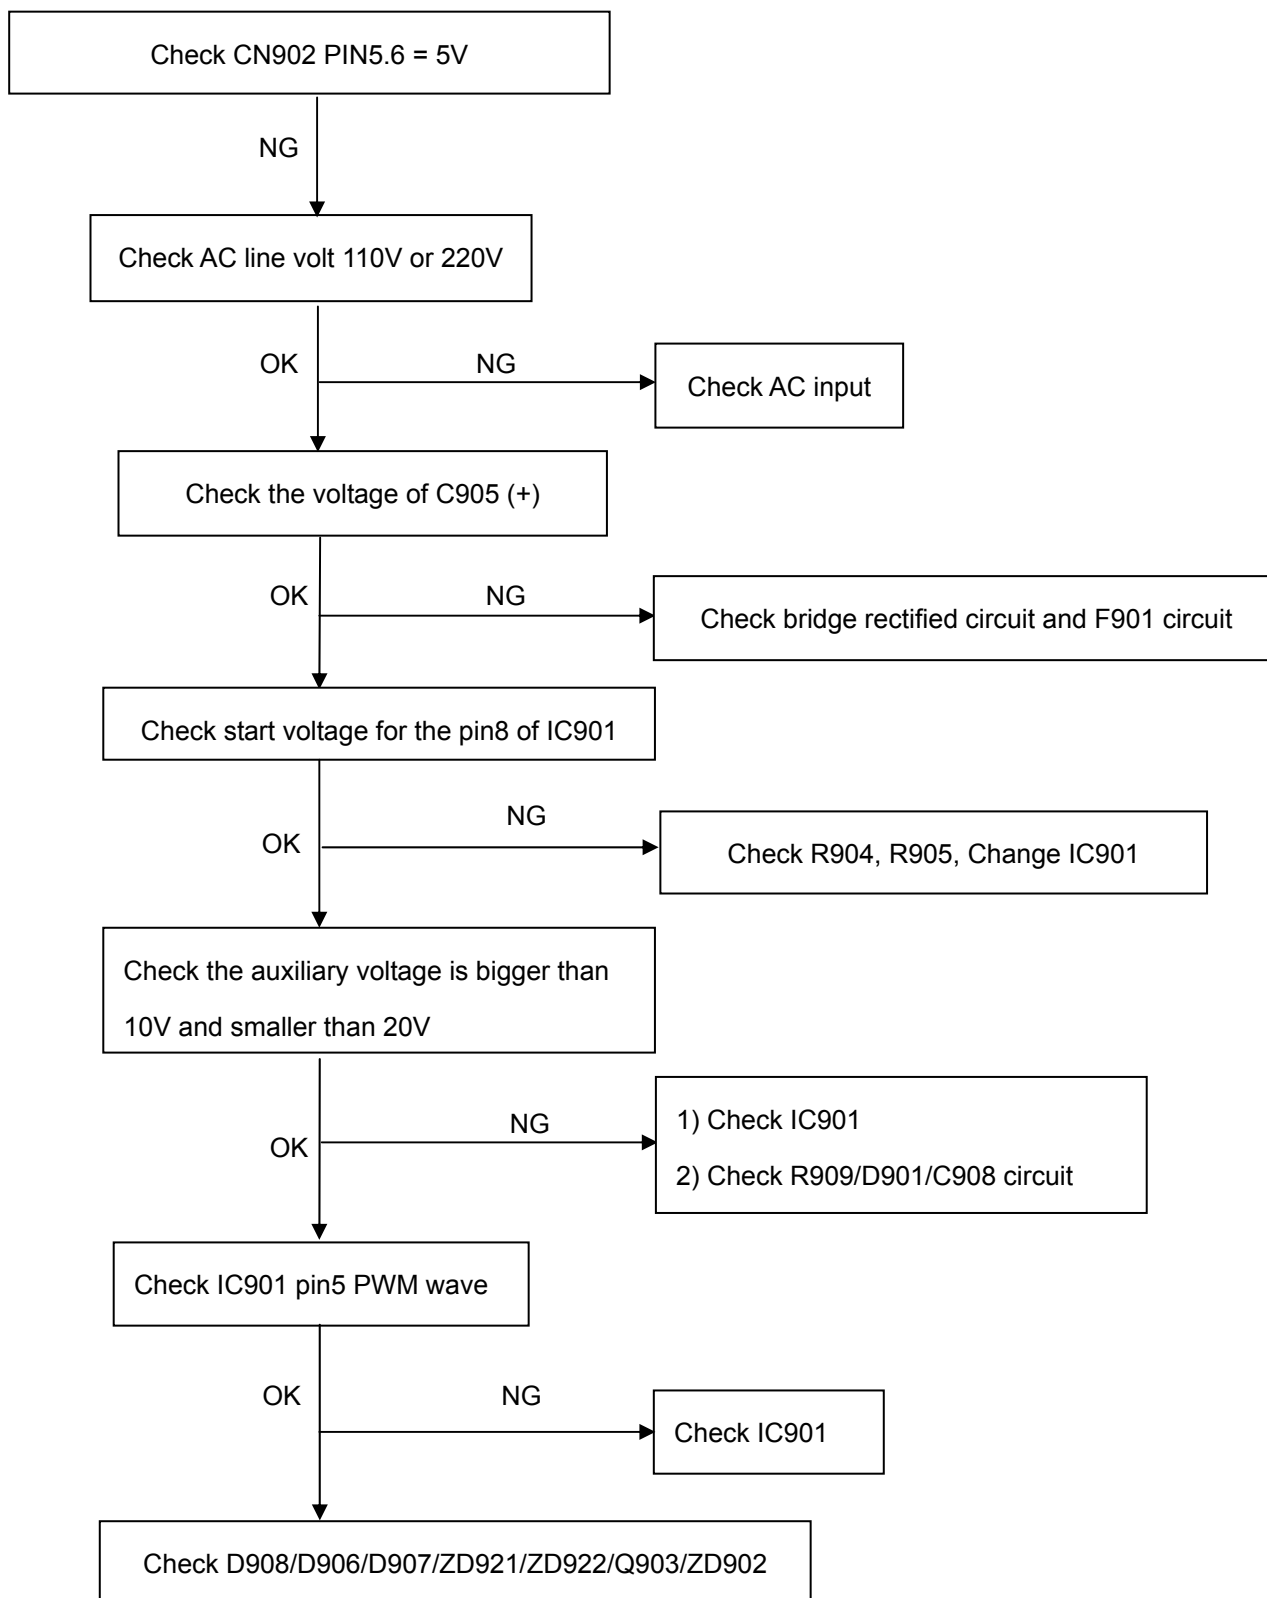 Check CN902 PIN5.6 = 5V
NG
Check AC line volt 110V or 220V
OK
NG
Check AC input
Check the voltage of C905 (+)
OK
NG
Check bridge rectified circuit and F901 circuit
Check start voltage for the pin8 of IC901
NG
OK
Check R904, R905, Change IC901
Check the auxiliary voltage is bigger than
10V and smaller than 20V
NG
OK
1) Check IC901
2) Check R909/D901/C908 circuit
Check IC901 pin5 PWM wave
OK
NG
Check IC901
Check D908/D906/D907/ZD921/ZD922/Q903/ZD902